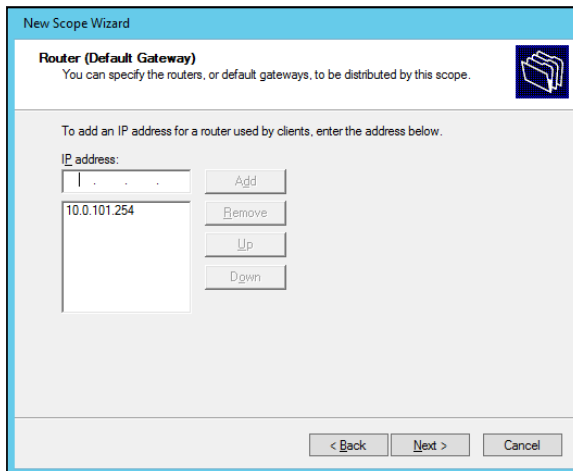 New Scope Wizard
Router (Default Gateway)
You can specify the routers, or default gateways, to be distributed by this scope.
To add an IP address for a router used by clients, enter the address below.
IP address:
. . .
Add
10.0.101.254
Remove
Up
Down
< Back
Next >
Cancel